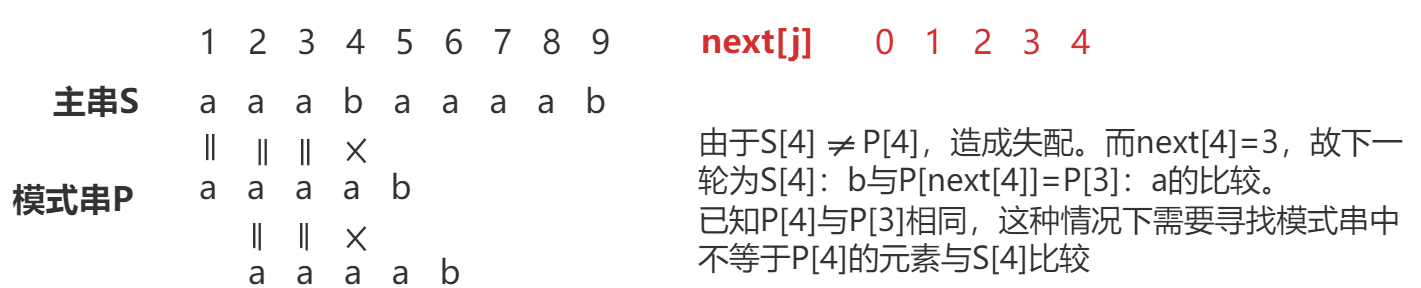 1 2 3 4 5 6 7 8 9
next[j] 0 1 2 3 4
主串S a a a b a a a a b
॥ ॥ ॥ ×
模式串P a a a a b
॥ ॥ ×
a a a a b
由于S[4] ≠ P[4]，造成失配。而next[4]=3，故下一
轮为S[4]：b与P[next[4]]=P[3]：a的比较。
已知P[4]与P[3]相同，这种情况下需要寻找模式串中
不等于P[4]的元素与S[4]比较